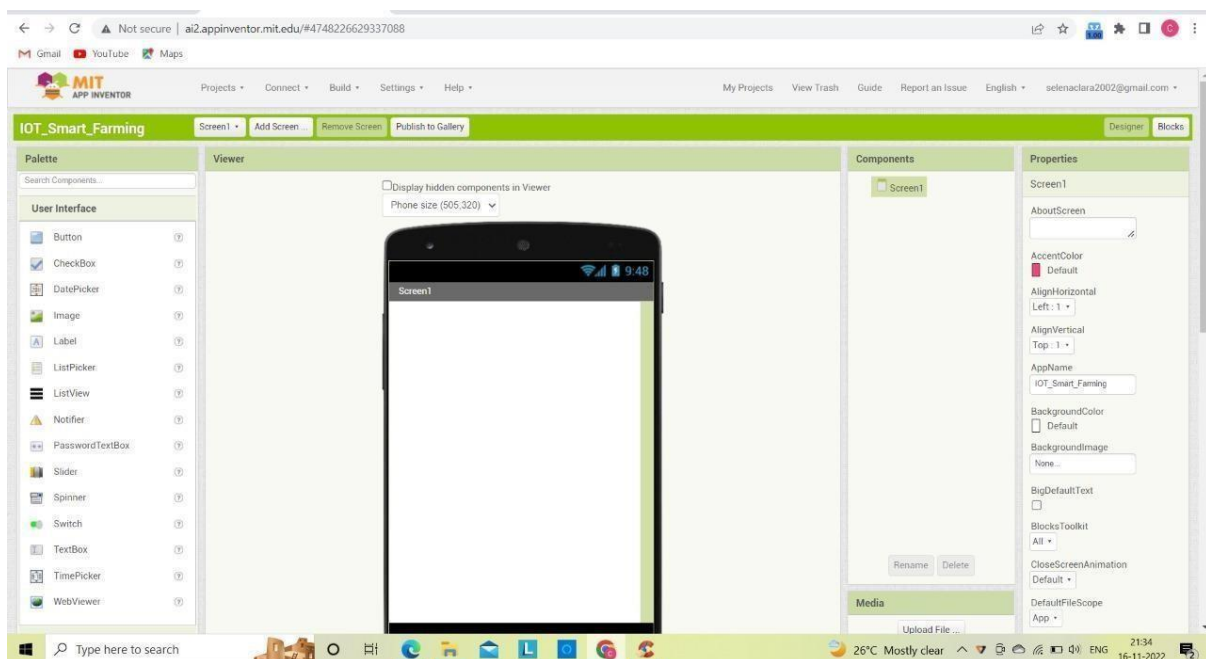 Not secure | ai2.appinventor.mit.edu/#4748226629337088
Gmail YouTube Maps
MIT
APP INVENTOR
Projects Connect Build Settings Help
My Projects View Trash Guide Report an Issue English selenaclara2002@gmail.com
IOT_Smart_Farming
Screen1 Add Screen ... Remove Screen Publish to Gallery
Designer Blocks
Palette
Search Components...
User Interface
Button
CheckBox
DatePicker
Image
Label
ListPicker
ListView
Notifier
PasswordTextBox
Slider
Spinner
Switch
TextBox
TimePicker
WebViewer
Viewer
Display hidden components in Viewer
Phone size (505,320)
9:48
Screen1
Components
Screen1
Rename Delete
Media
Upload File ...
Properties
Screen1
AboutScreen
AccentColor
Default
AlignHorizontal
Left : 1
AlignVertical
Top : 1
AppName
IOT_Smart_Farming
BackgroundColor
Default
BackgroundImage
None...
BigDefaultText
BlocksToolkit
All
CloseScreenAnimation
Default
DefaultFileScope
App
Type here to search
26°C Mostly clear
ENG
21:34
16-11-2022